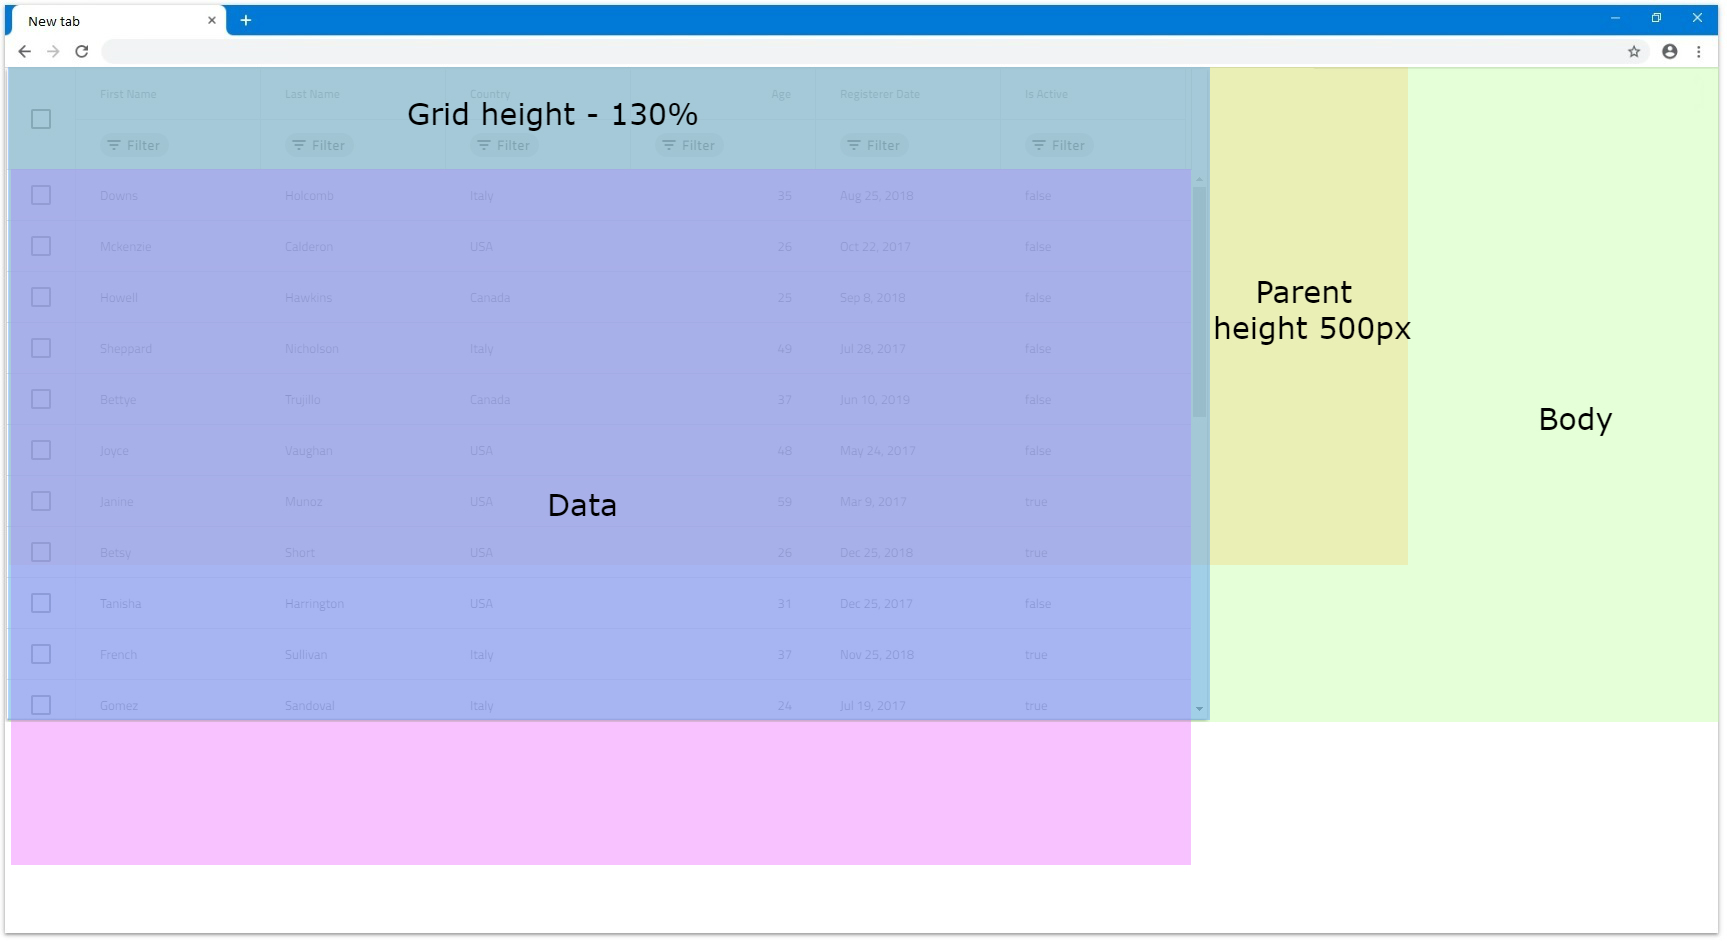 New tab
First Name Last Name Country Age Registerer Date Is Active
Grid height - 130%
Filter Filter Filter Filter Filter Filter
Downs Holcomb Italy 35 Aug 25, 2018 false
Mckenzie Calderon USA 26 Oct 22, 2017 false
Howell Hawkins Canada 25 Sep 8, 2018 false
Parent
height 500px
Sheppard Nicholson Italy 49 Jul 28, 2017 false
Bettye Trujillo Canada 37 Jun 10, 2019 false
Body
Joyce Vaughan USA 48 May 24, 2017 false
Janine Munoz USA 59 Mar 9, 2017 true
Data
Betsy Short USA 26 Dec 25, 2018 true
Tanisha Harrington USA 31 Dec 25, 2017 false
French Sullivan Italy 37 Nov 25, 2018 true
Gomez Sandoval Italy 24 Jul 19, 2017 true